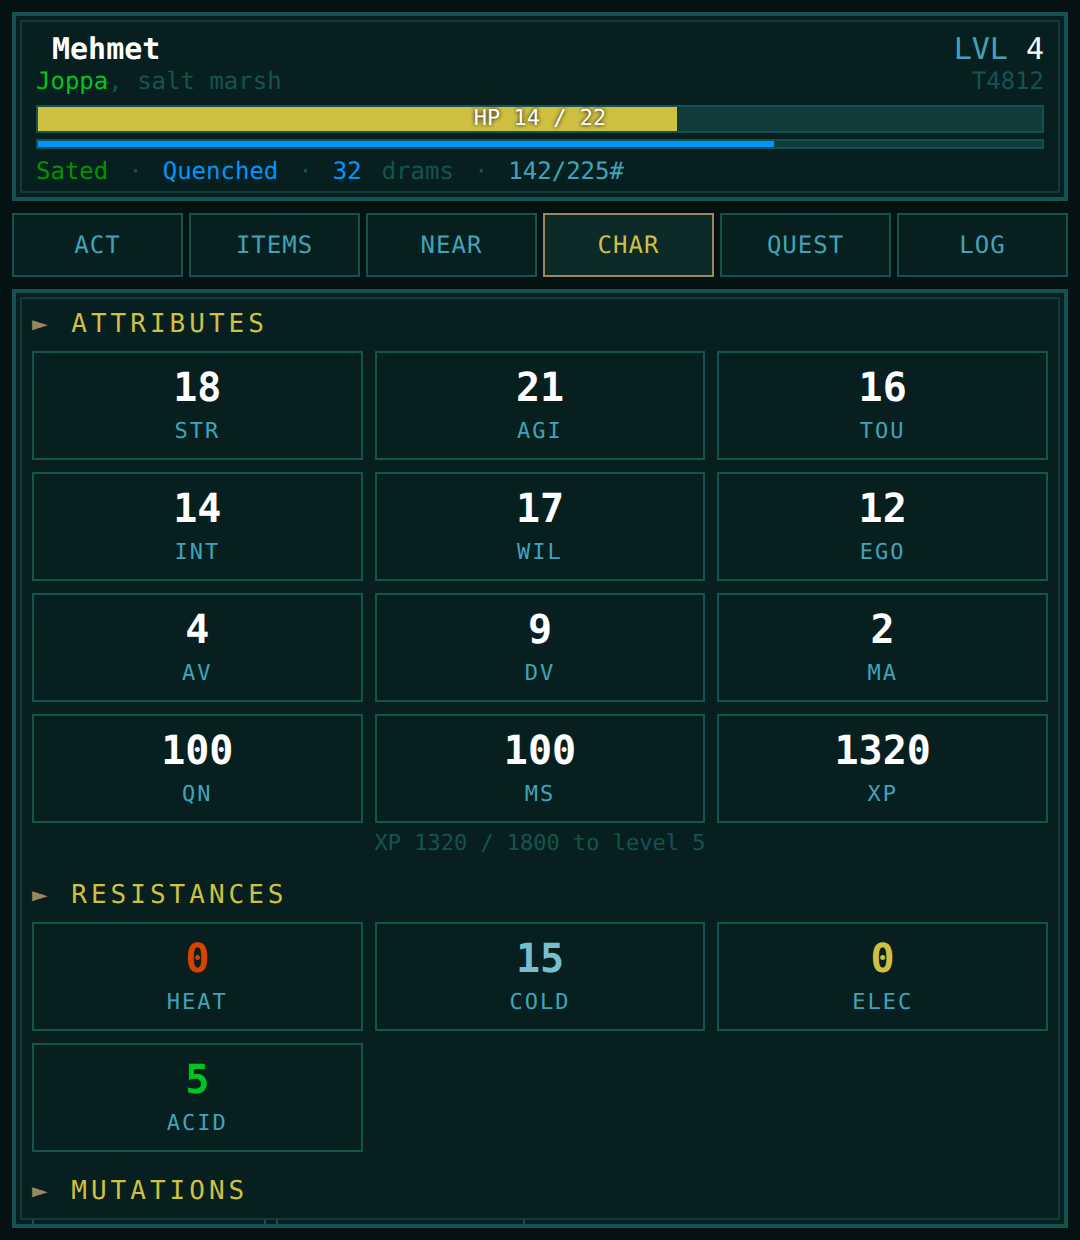 Mehmet LVL 4
Joppa, salt marsh T4812
HP 14 / 22
Sated · Quenched · 32 drams · 142/225#
ACT ITEMS NEAR CHAR QUEST LOG
► ATTRIBUTES
18 21 16
STR AGI TOU
14 17 12
INT WIL EGO
4 9 2
AV DV MA
100 100 1320
QN MS XP
XP 1320 / 1800 to level 5
► RESISTANCES
0 15 0
HEAT COLD ELEC
5
ACID
► MUTATIONS